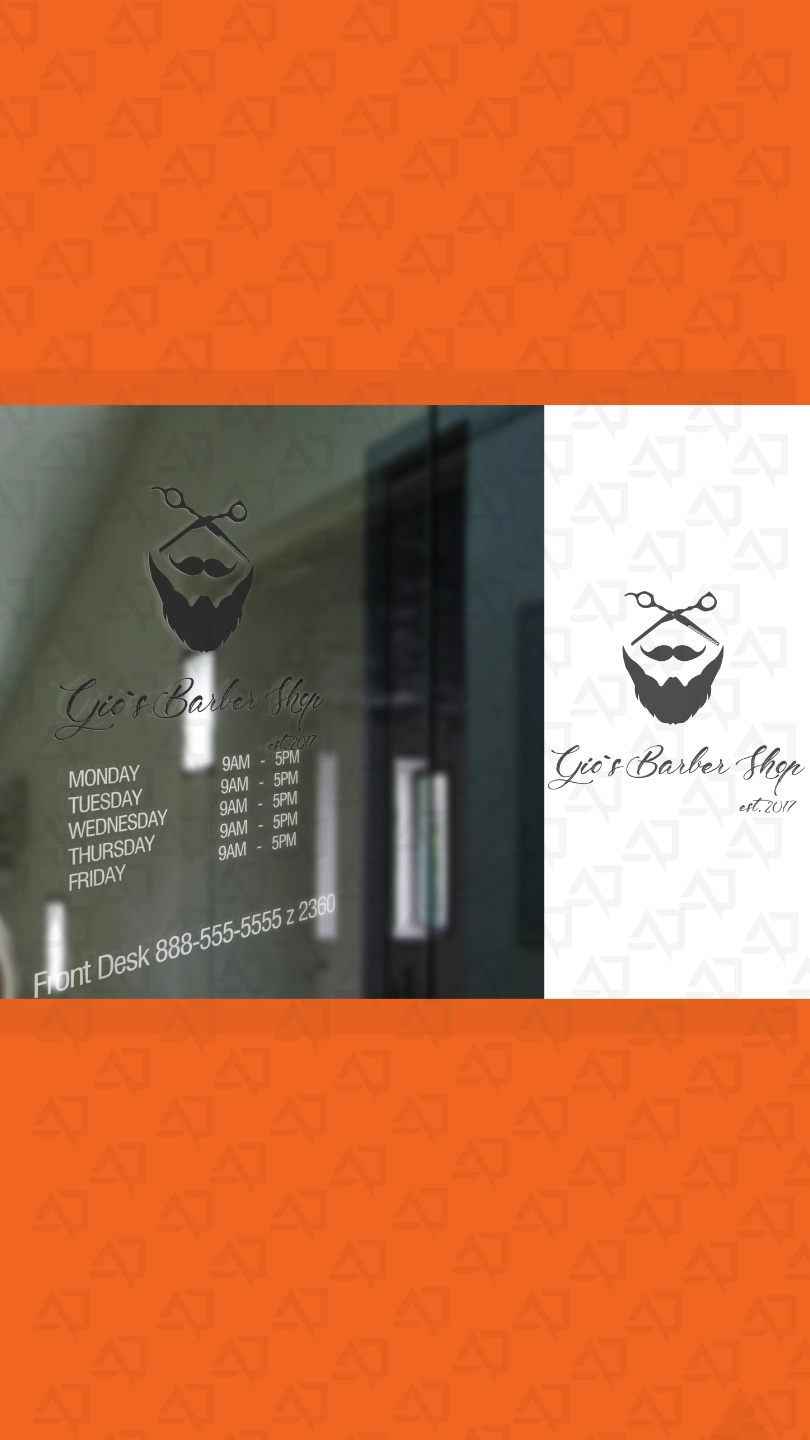 Gio`s Barber Shop
est.2017
MONDAY 9AM - 5PM
TUESDAY 9AM - 5PM
WEDNESDAY 9AM - 5PM
THURSDAY 9AM - 5PM
FRIDAY 9AM - 5PM
Front Desk 888-555-5555 z 2360
Gio`s Barber Shop
est.2017